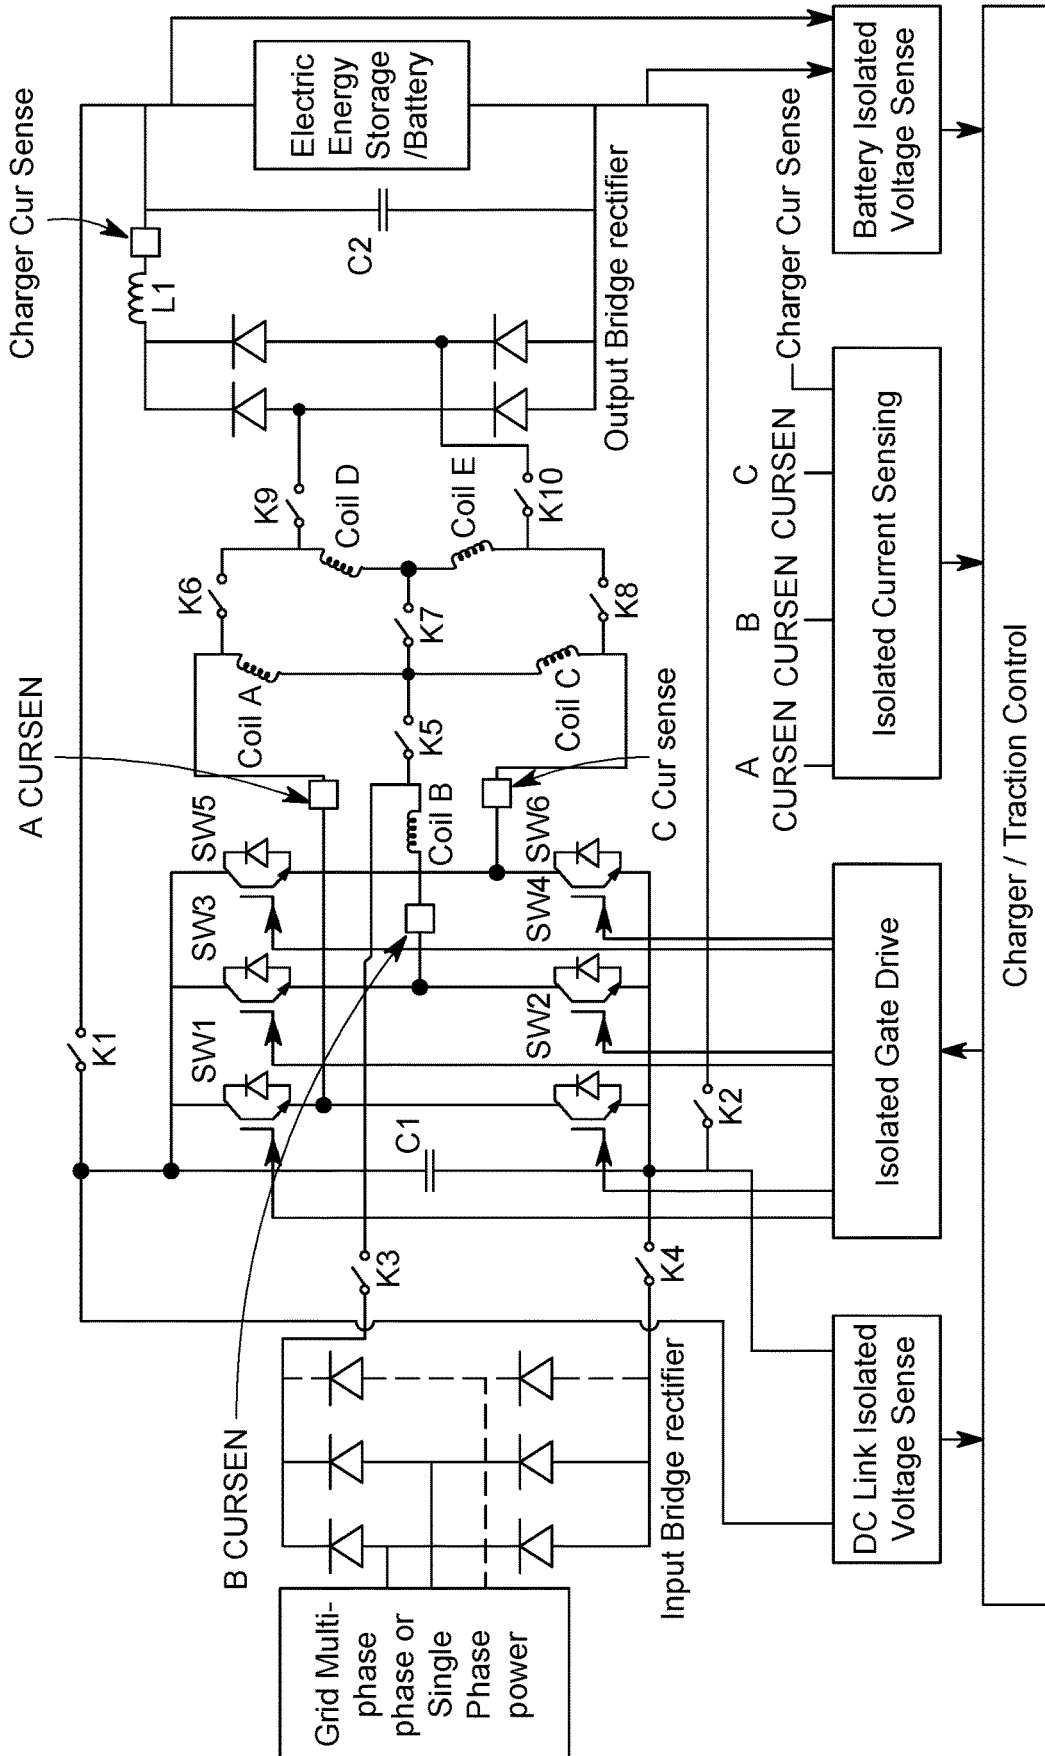 Grid Multi-
phase
phase or
Single
Phase
power
Input Bridge rectifier
B CURSEN
K3
K4
C1
K1
K2
SW1
SW2
SW3
SW4
SW5
SW6
A CURSEN
Coil B
C Cur sense
K5
Coil A
Coil C
K6
K7
K8
Coil D
Coil E
K9
K10
Output Bridge rectifier
Charger Cur Sense
L1
C2
Electric
Energy
Storage
/Battery
DC Link Isolated
Voltage Sense
Isolated Gate Drive
A
CURSEN
B
CURSEN
C
CURSEN
Charger Cur Sense
Isolated Current Sensing
Battery Isolated
Voltage Sense
Charger / Traction Control